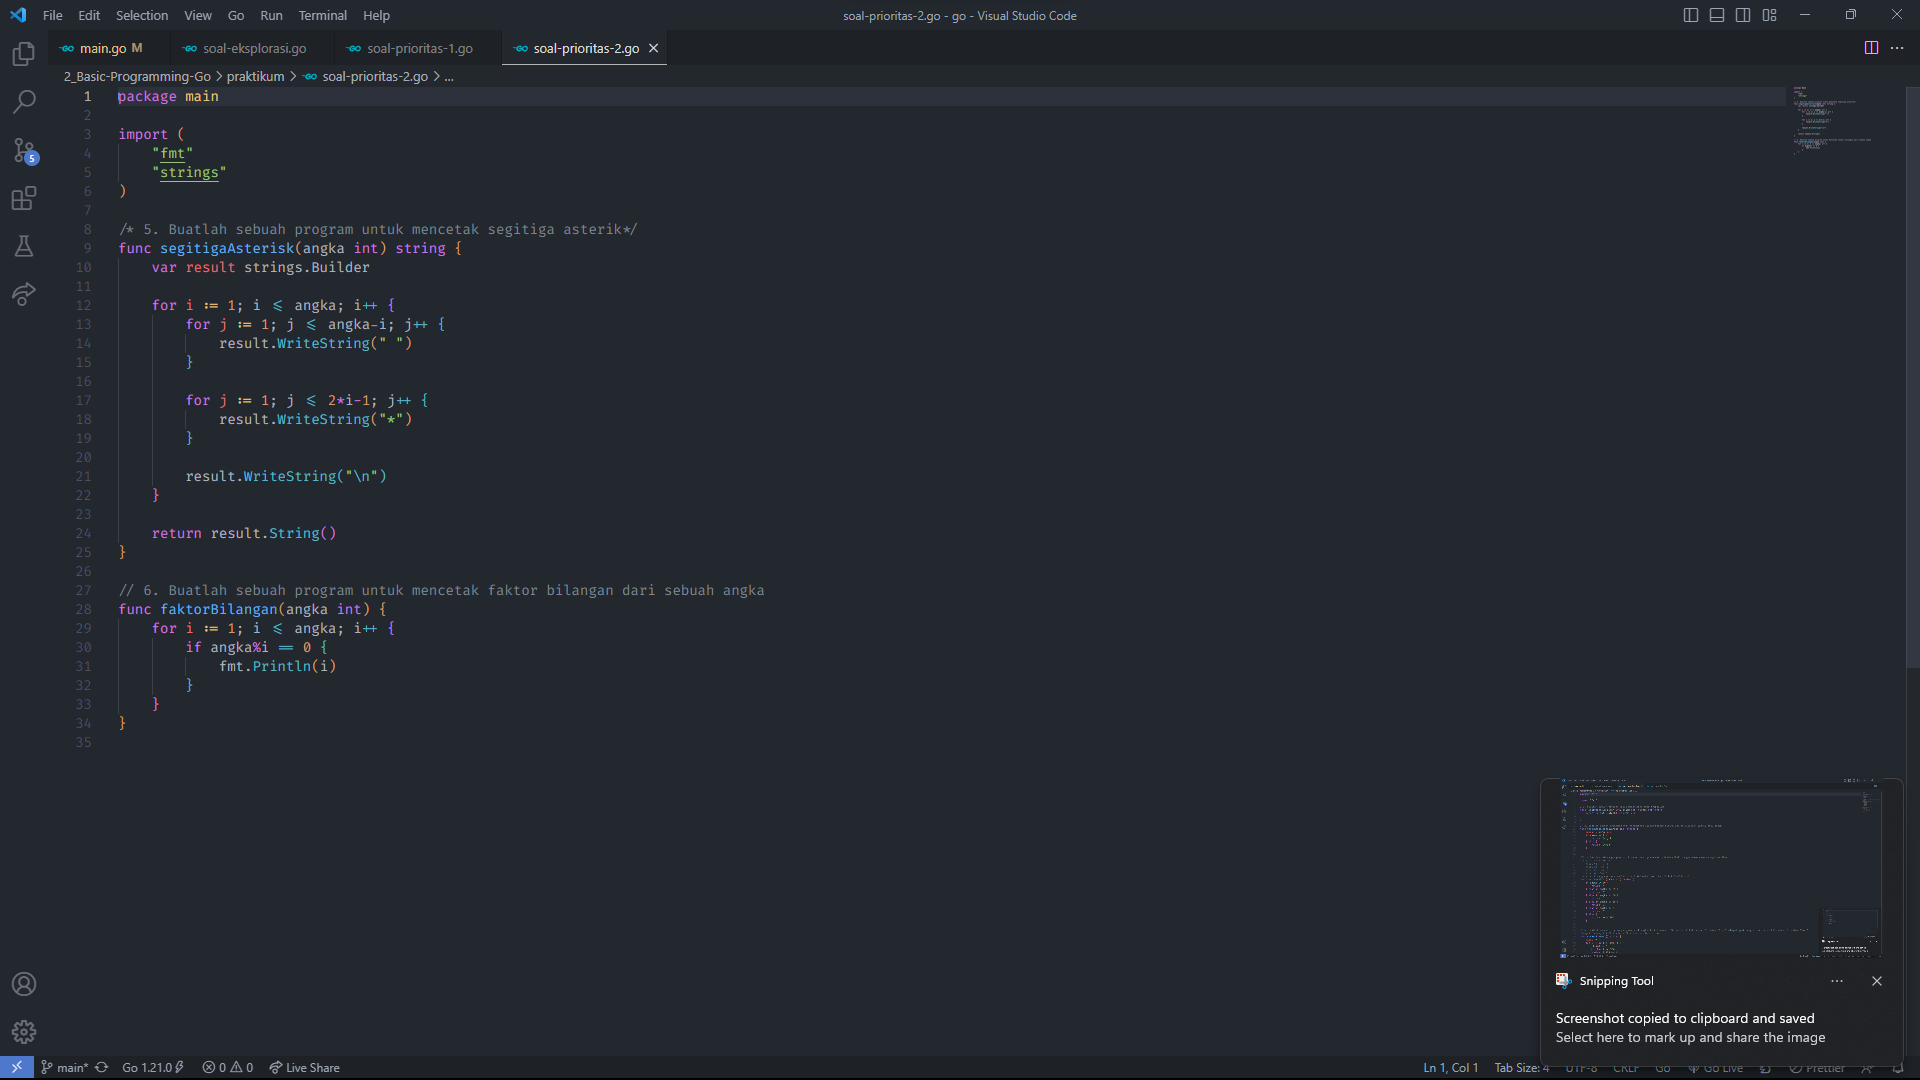 File Edit Selection View Go Run Terminal Help
soal-prioritas-2.go - go - Visual Studio Code
main.go M
soal-eksplorasi.go
soal-prioritas-1.go
soal-prioritas-2.go
2_Basic-Programming-Go > praktikum > soal-prioritas-2.go > ...
1 package main
2
3 import (
4 "fmt"
5 "strings"
6 )
7
8 /* 5. Buatlah sebuah program untuk mencetak segitiga asterik*/
9 func segitigaAsterisk(angka int) string {
10 var result strings.Builder
11
12 for i := 1; i <= angka; i++ {
13 for j := 1; j <= angka-i; j++ {
14 result.WriteString(" ")
15 }
16
17 for j := 1; j <= 2*i-1; j++ {
18 result.WriteString("*")
19 }
20
21 result.WriteString("\n")
22 }
23
24 return result.String()
25 }
26
27 // 6. Buatlah sebuah program untuk mencetak faktor bilangan dari sebuah angka
28 func faktorBilangan(angka int) {
29 for i := 1; i <= angka; i++ {
30 if angka%i == 0 {
31 fmt.Println(i)
32 }
33 }
34 }
35
5
Snipping Tool
Screenshot copied to clipboard and saved
Select here to mark up and share the image
main* Go 1.21.0 0 0 Live Share
Ln 1, Col 1 Tab Size: 4 UTF-8 CRLF Go Go Live Prettier